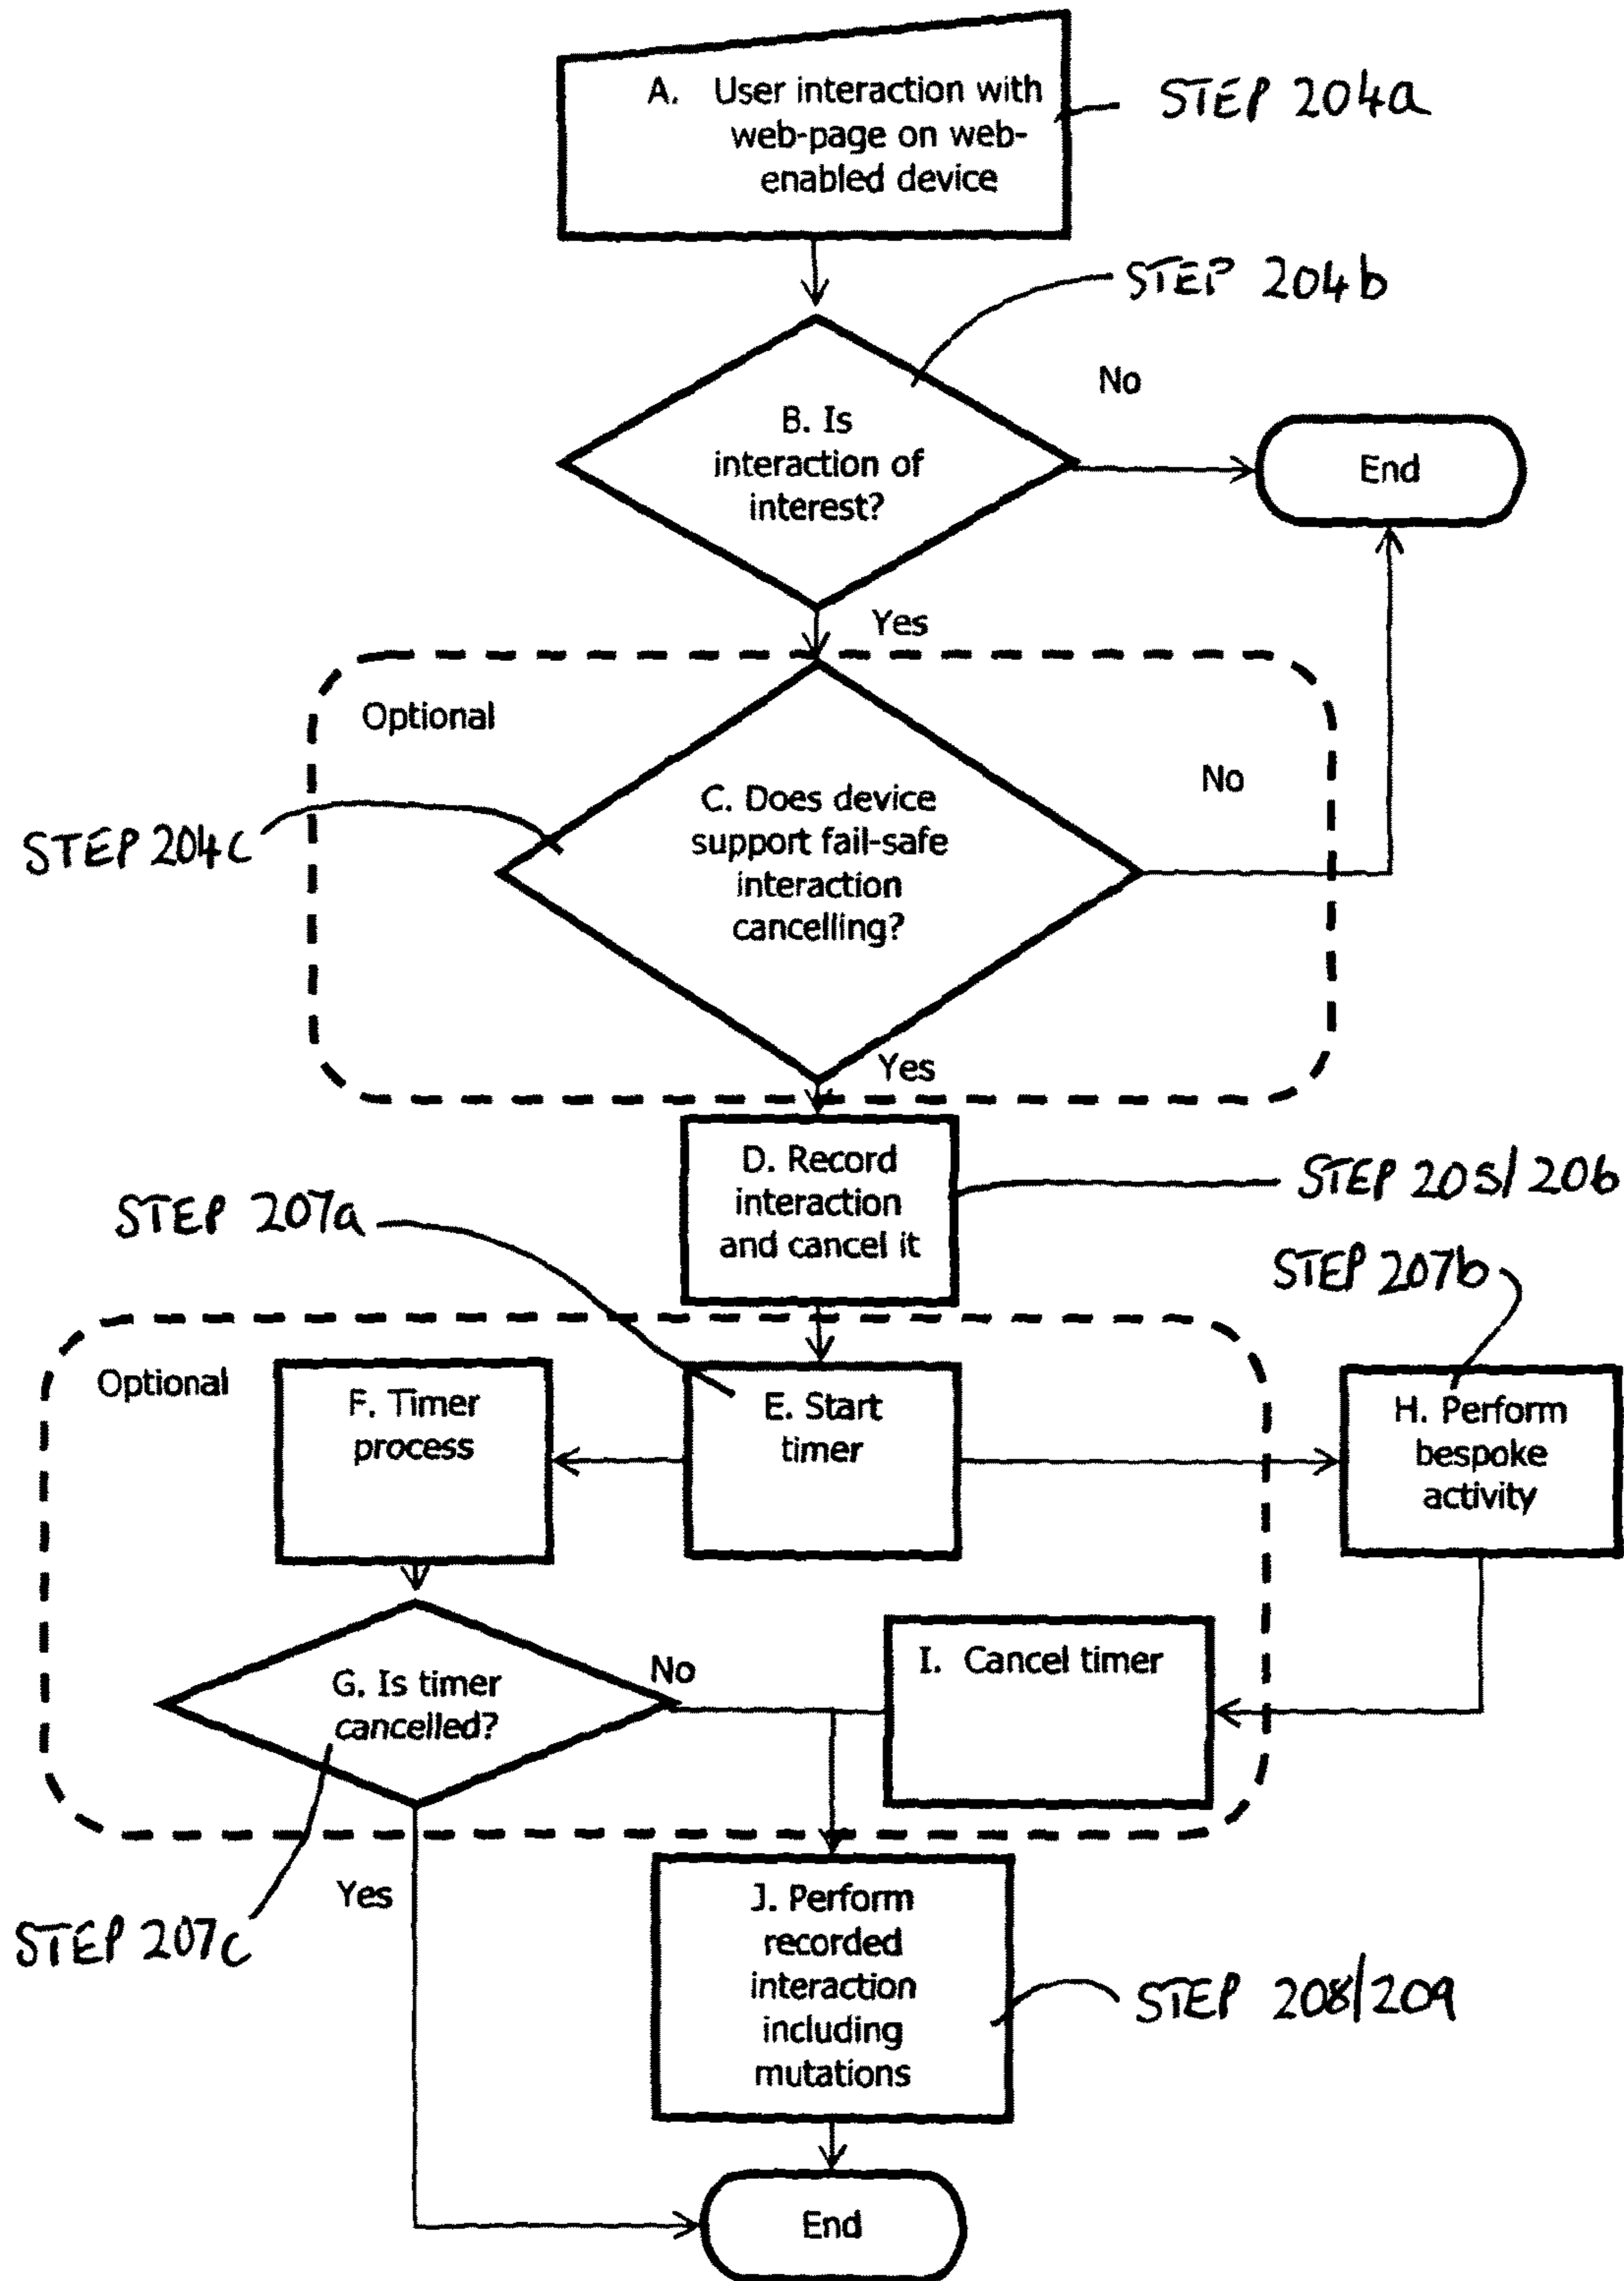 A. User interaction with
web-page on web-
enabled device
STEP 204a
STEP 204b
B. Is
interaction of
interest?
No
End
Yes
Optional
C. Does device
support fail-safe
interaction
cancelling?
No
STEP 204c
Yes
D. Record
interaction
and cancel it
STEP 205/206
STEP 207a
STEP 207b
Optional
F. Timer
process
E. Start
timer
H. Perform
bespoke
activity
G. Is timer
cancelled?
No
I. Cancel timer
Yes
STEP 207c
J. Perform
recorded
interaction
including
mutations
STEP 208/209
End